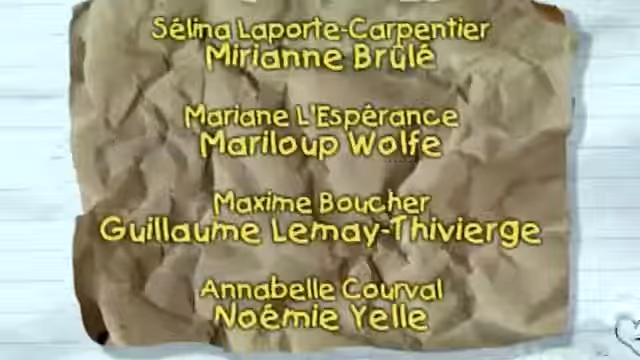 Sélina Laporte-Carpentier
Mirianne Brûlé
Mariane L'Espérance
Mariloup Wolfe
Maxime Boucher
Guillaume Lemay-Thivierge
Annabelle Courval
Noémie Yelle